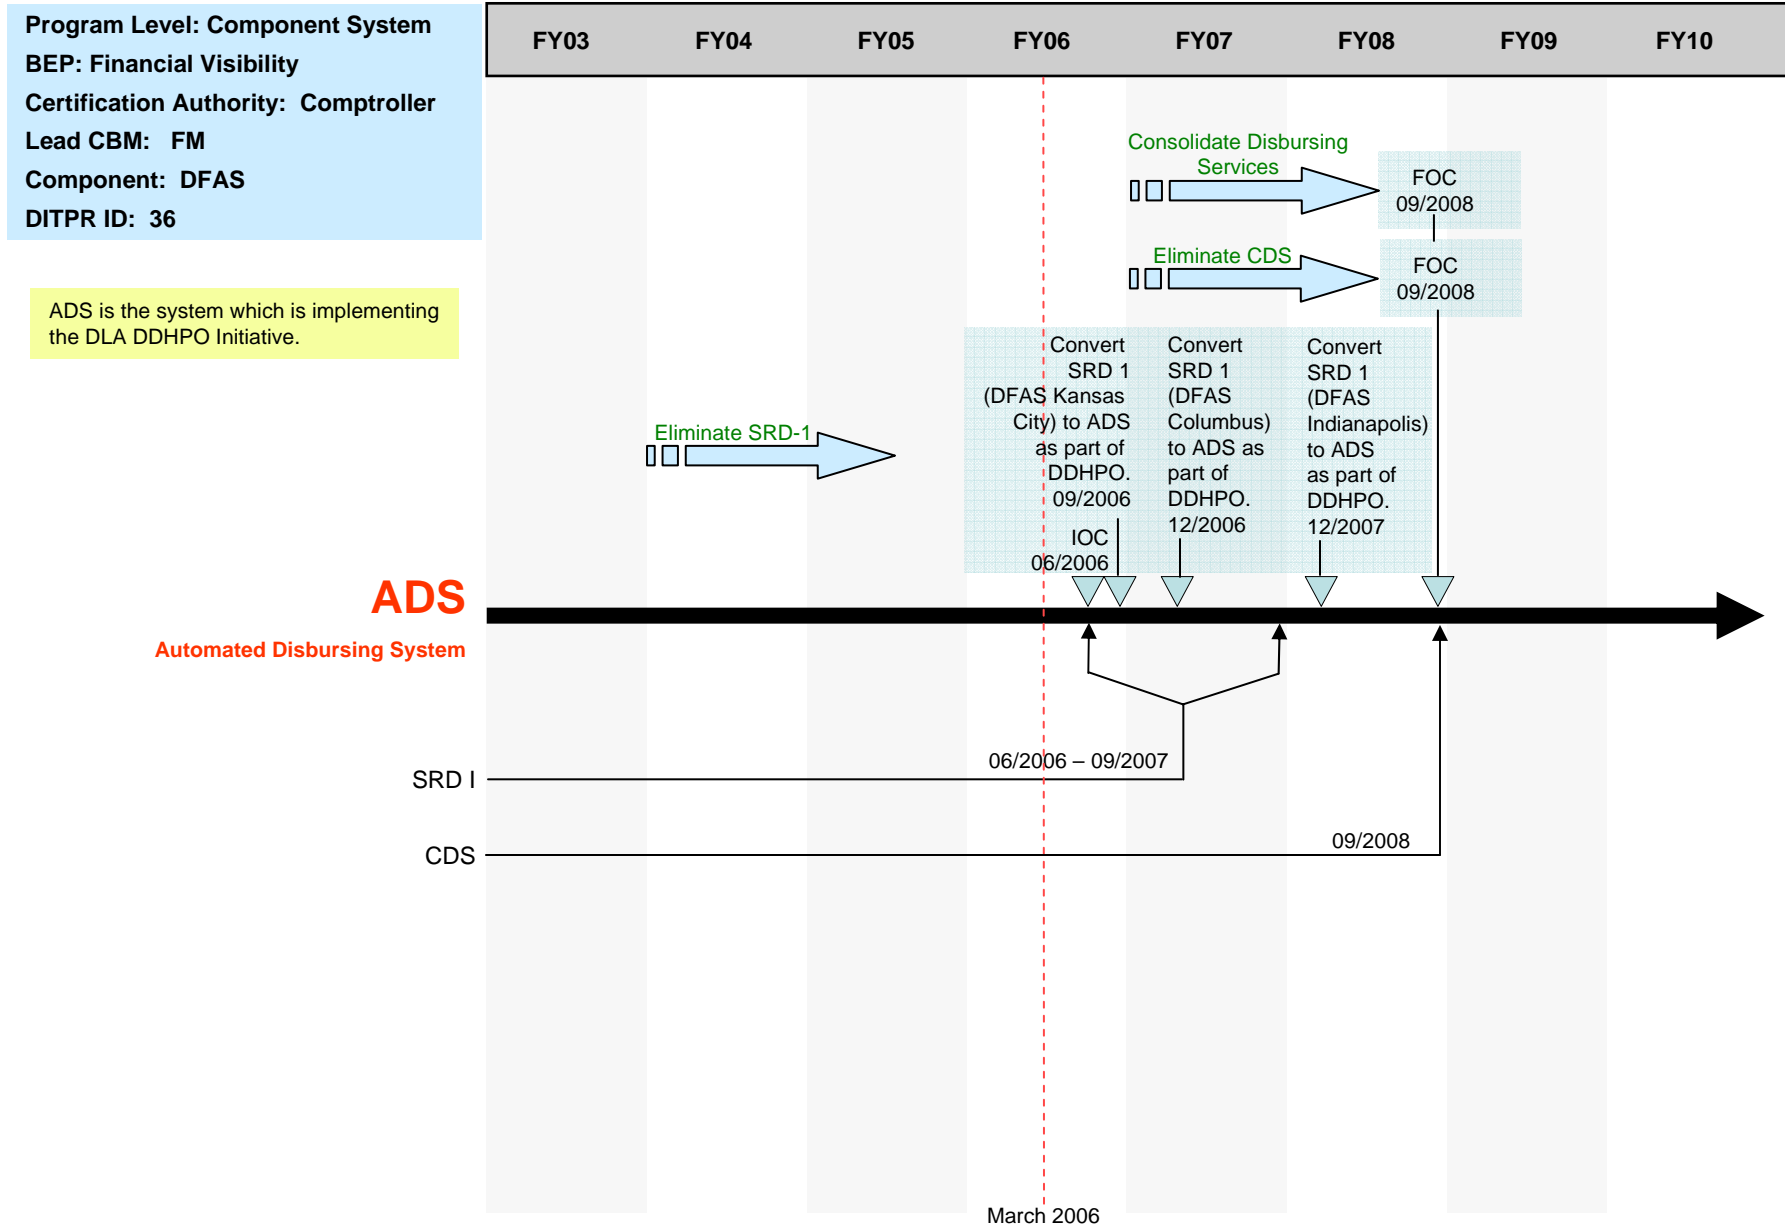 Program Level: Component System
BEP: Financial Visibility
Certification Authority: Comptroller
Lead CBM: FM
Component: DFAS
DITPR ID: 36
FY03 FY04 FY05 FY06 FY07 FY08 FY09 FY10
ADS is the system which is implementing
the DLA DDHPO Initiative.
Consolidate Disbursing
Services
FOC
09/2008
Eliminate CDS
FOC
09/2008
Eliminate SRD-1
Convert
SRD 1
(DFAS Kansas
City) to ADS
as part of
DDHPO.
09/2006
IOC
06/2006
Convert
SRD 1
(DFAS
Columbus)
to ADS as
part of
DDHPO.
12/2006
Convert
SRD 1
(DFAS
Indianapolis)
to ADS
as part of
DDHPO.
12/2007
ADS
Automated Disbursing System
06/2006 – 09/2007
SRD I
09/2008
CDS
March 2006